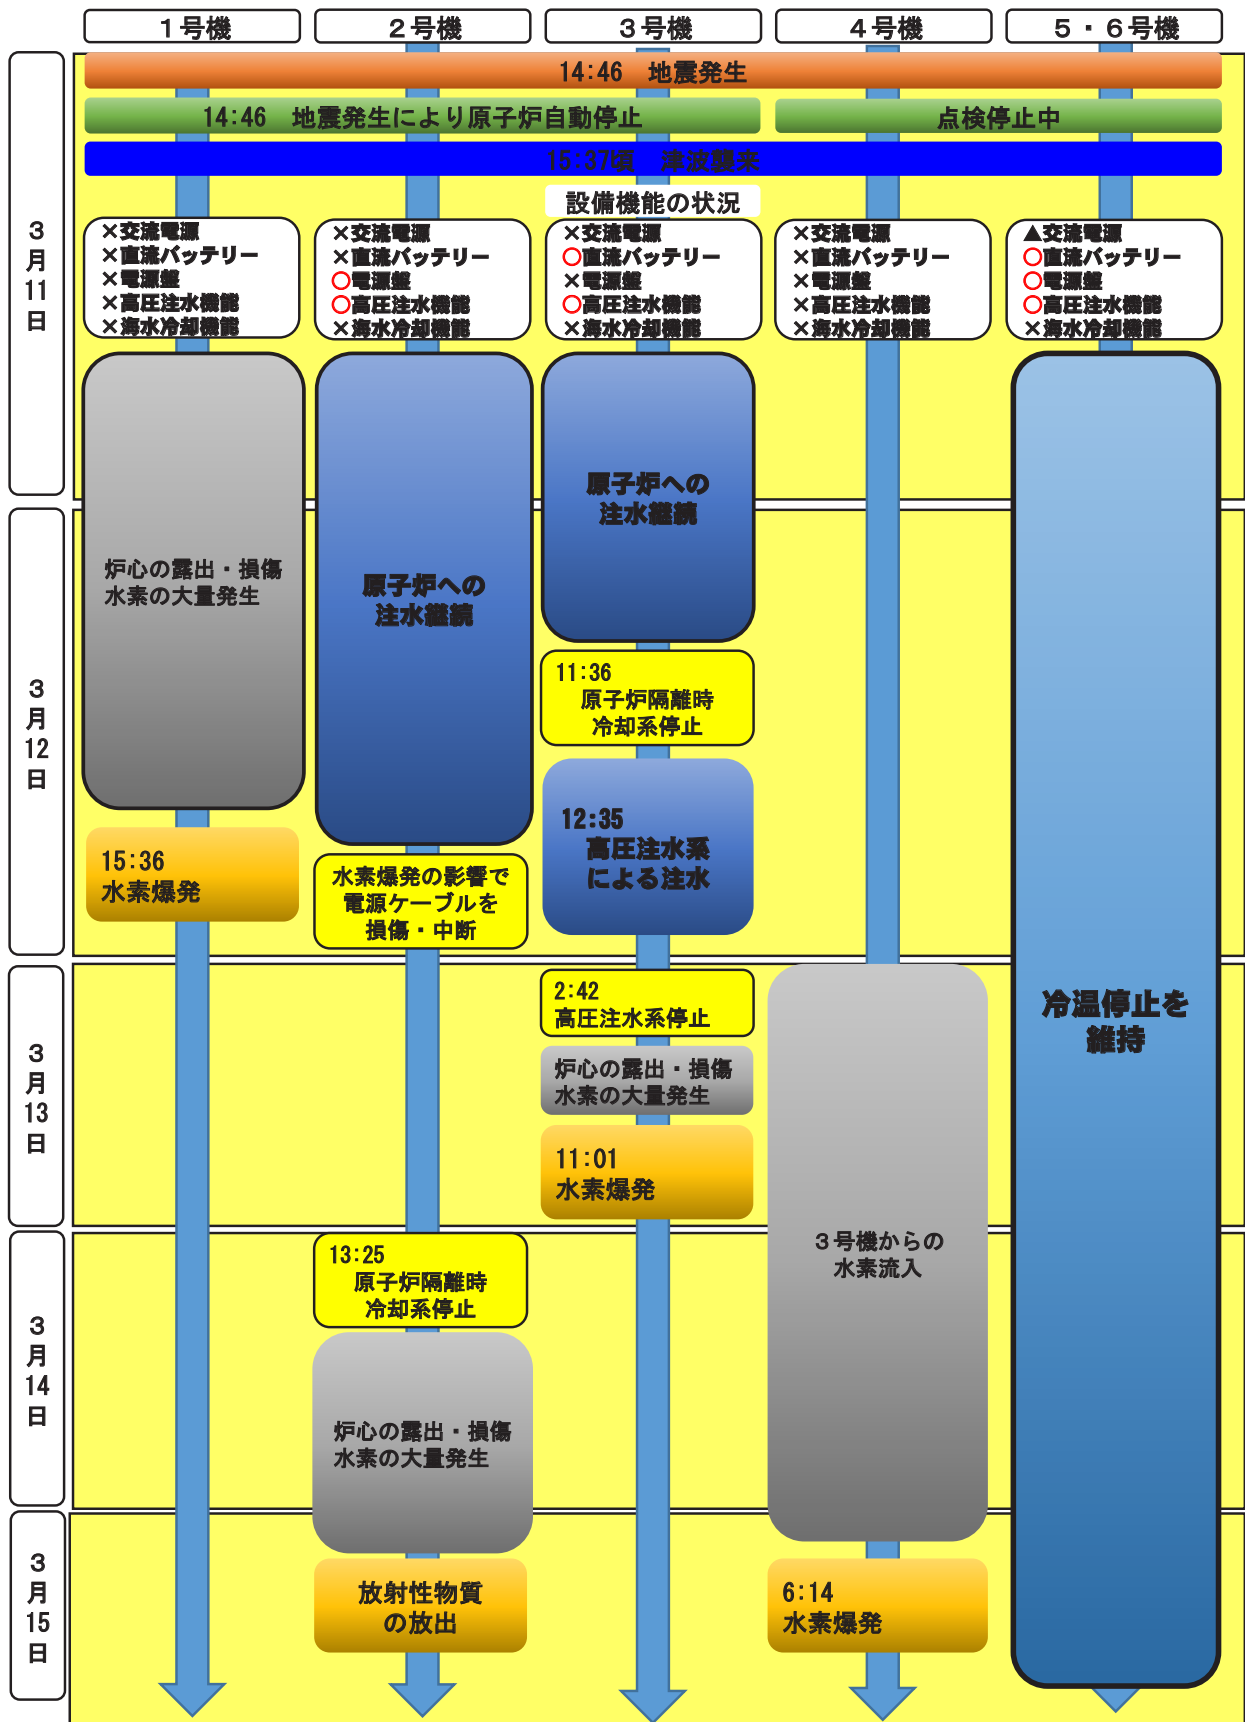 １号機
２号機
３号機
４号機
５・６号機
14:46　地震発生
14:46　地震発生により原子炉自動停止
点検停止中
15:37頃　津波襲来
設備機能の状況
×交流電源
×直流バッテリー
×電源盤
×高圧注水機能
×海水冷却機能
×交流電源
×直流バッテリー
○電源盤
○高圧注水機能
×海水冷却機能
×交流電源
○直流バッテリー
×電源盤
○高圧注水機能
×海水冷却機能
×交流電源
×直流バッテリー
×電源盤
×高圧注水機能
×海水冷却機能
▲交流電源
○直流バッテリー
○電源盤
○高圧注水機能
×海水冷却機能
3月11日
炉心の露出・損傷
水素の大量発生
原子炉への
注水継続
原子炉への
注水継続
冷温停止を
維持
3月12日
11:36
原子炉隔離時
冷却系停止
12:35
高圧注水系
による注水
15:36
水素爆発
水素爆発の影響で
電源ケーブルを
損傷・中断
3月13日
2:42
高圧注水系停止
炉心の露出・損傷
水素の大量発生
11:01
水素爆発
３号機からの
水素流入
3月14日
13:25
原子炉隔離時
冷却系停止
炉心の露出・損傷
水素の大量発生
3月15日
放射性物質
の放出
6:14
水素爆発